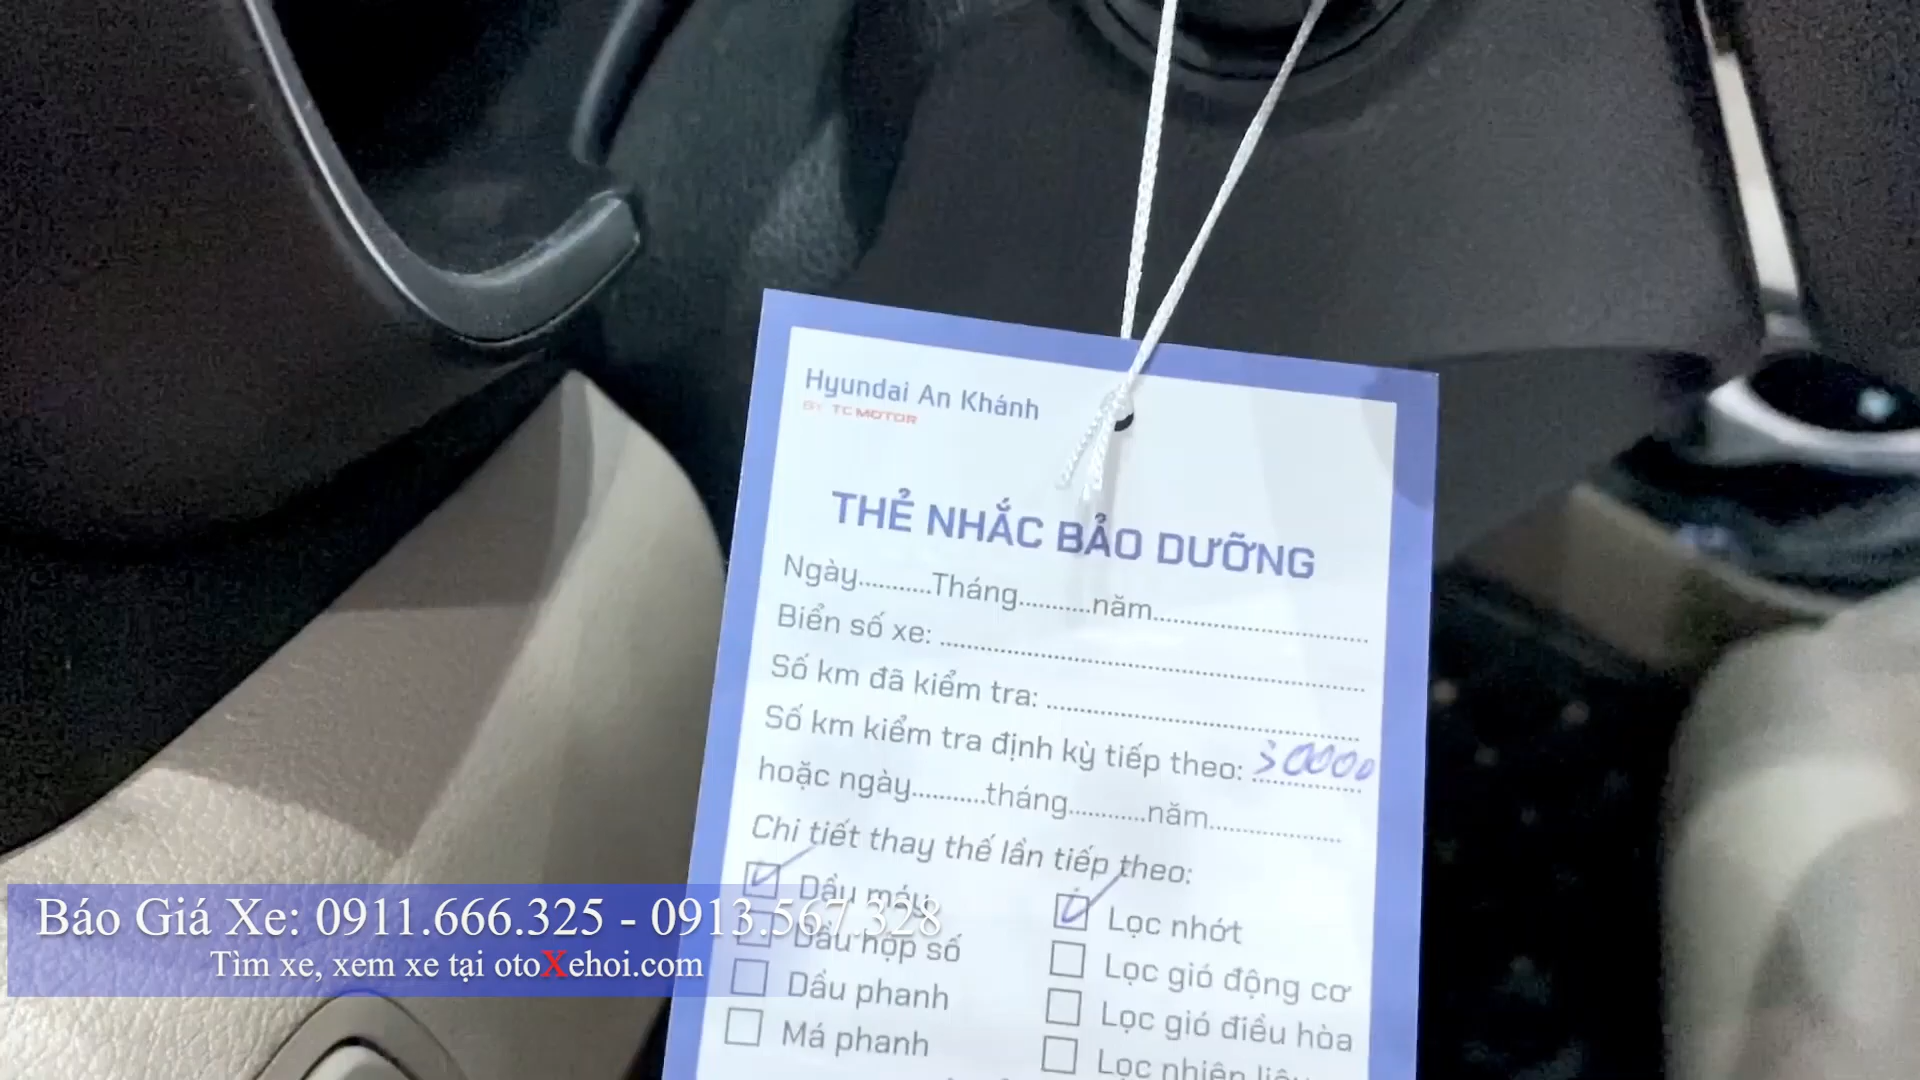 Hyundai An Khánh
BY TC MOTOR
THẺ NHẮC BẢO DƯỠNG
Ngày..........Tháng..........năm..............................
Biển số xe: ............................................................
Số km đã kiểm tra: ............................................
Số km kiểm tra định kỳ tiếp theo: 30000
hoặc ngày..........tháng..........năm..................
Chi tiết thay thế lần tiếp theo:
Dầu máy
Lọc nhớt
Dầu hộp số
Lọc gió động cơ
Dầu phanh
Lọc gió điều hòa
Má phanh
Lọc nhiên liệu
Báo Giá Xe: 0911.666.325 - 0913.567.328
Tìm xe, xem xe tại otoXehoi.com